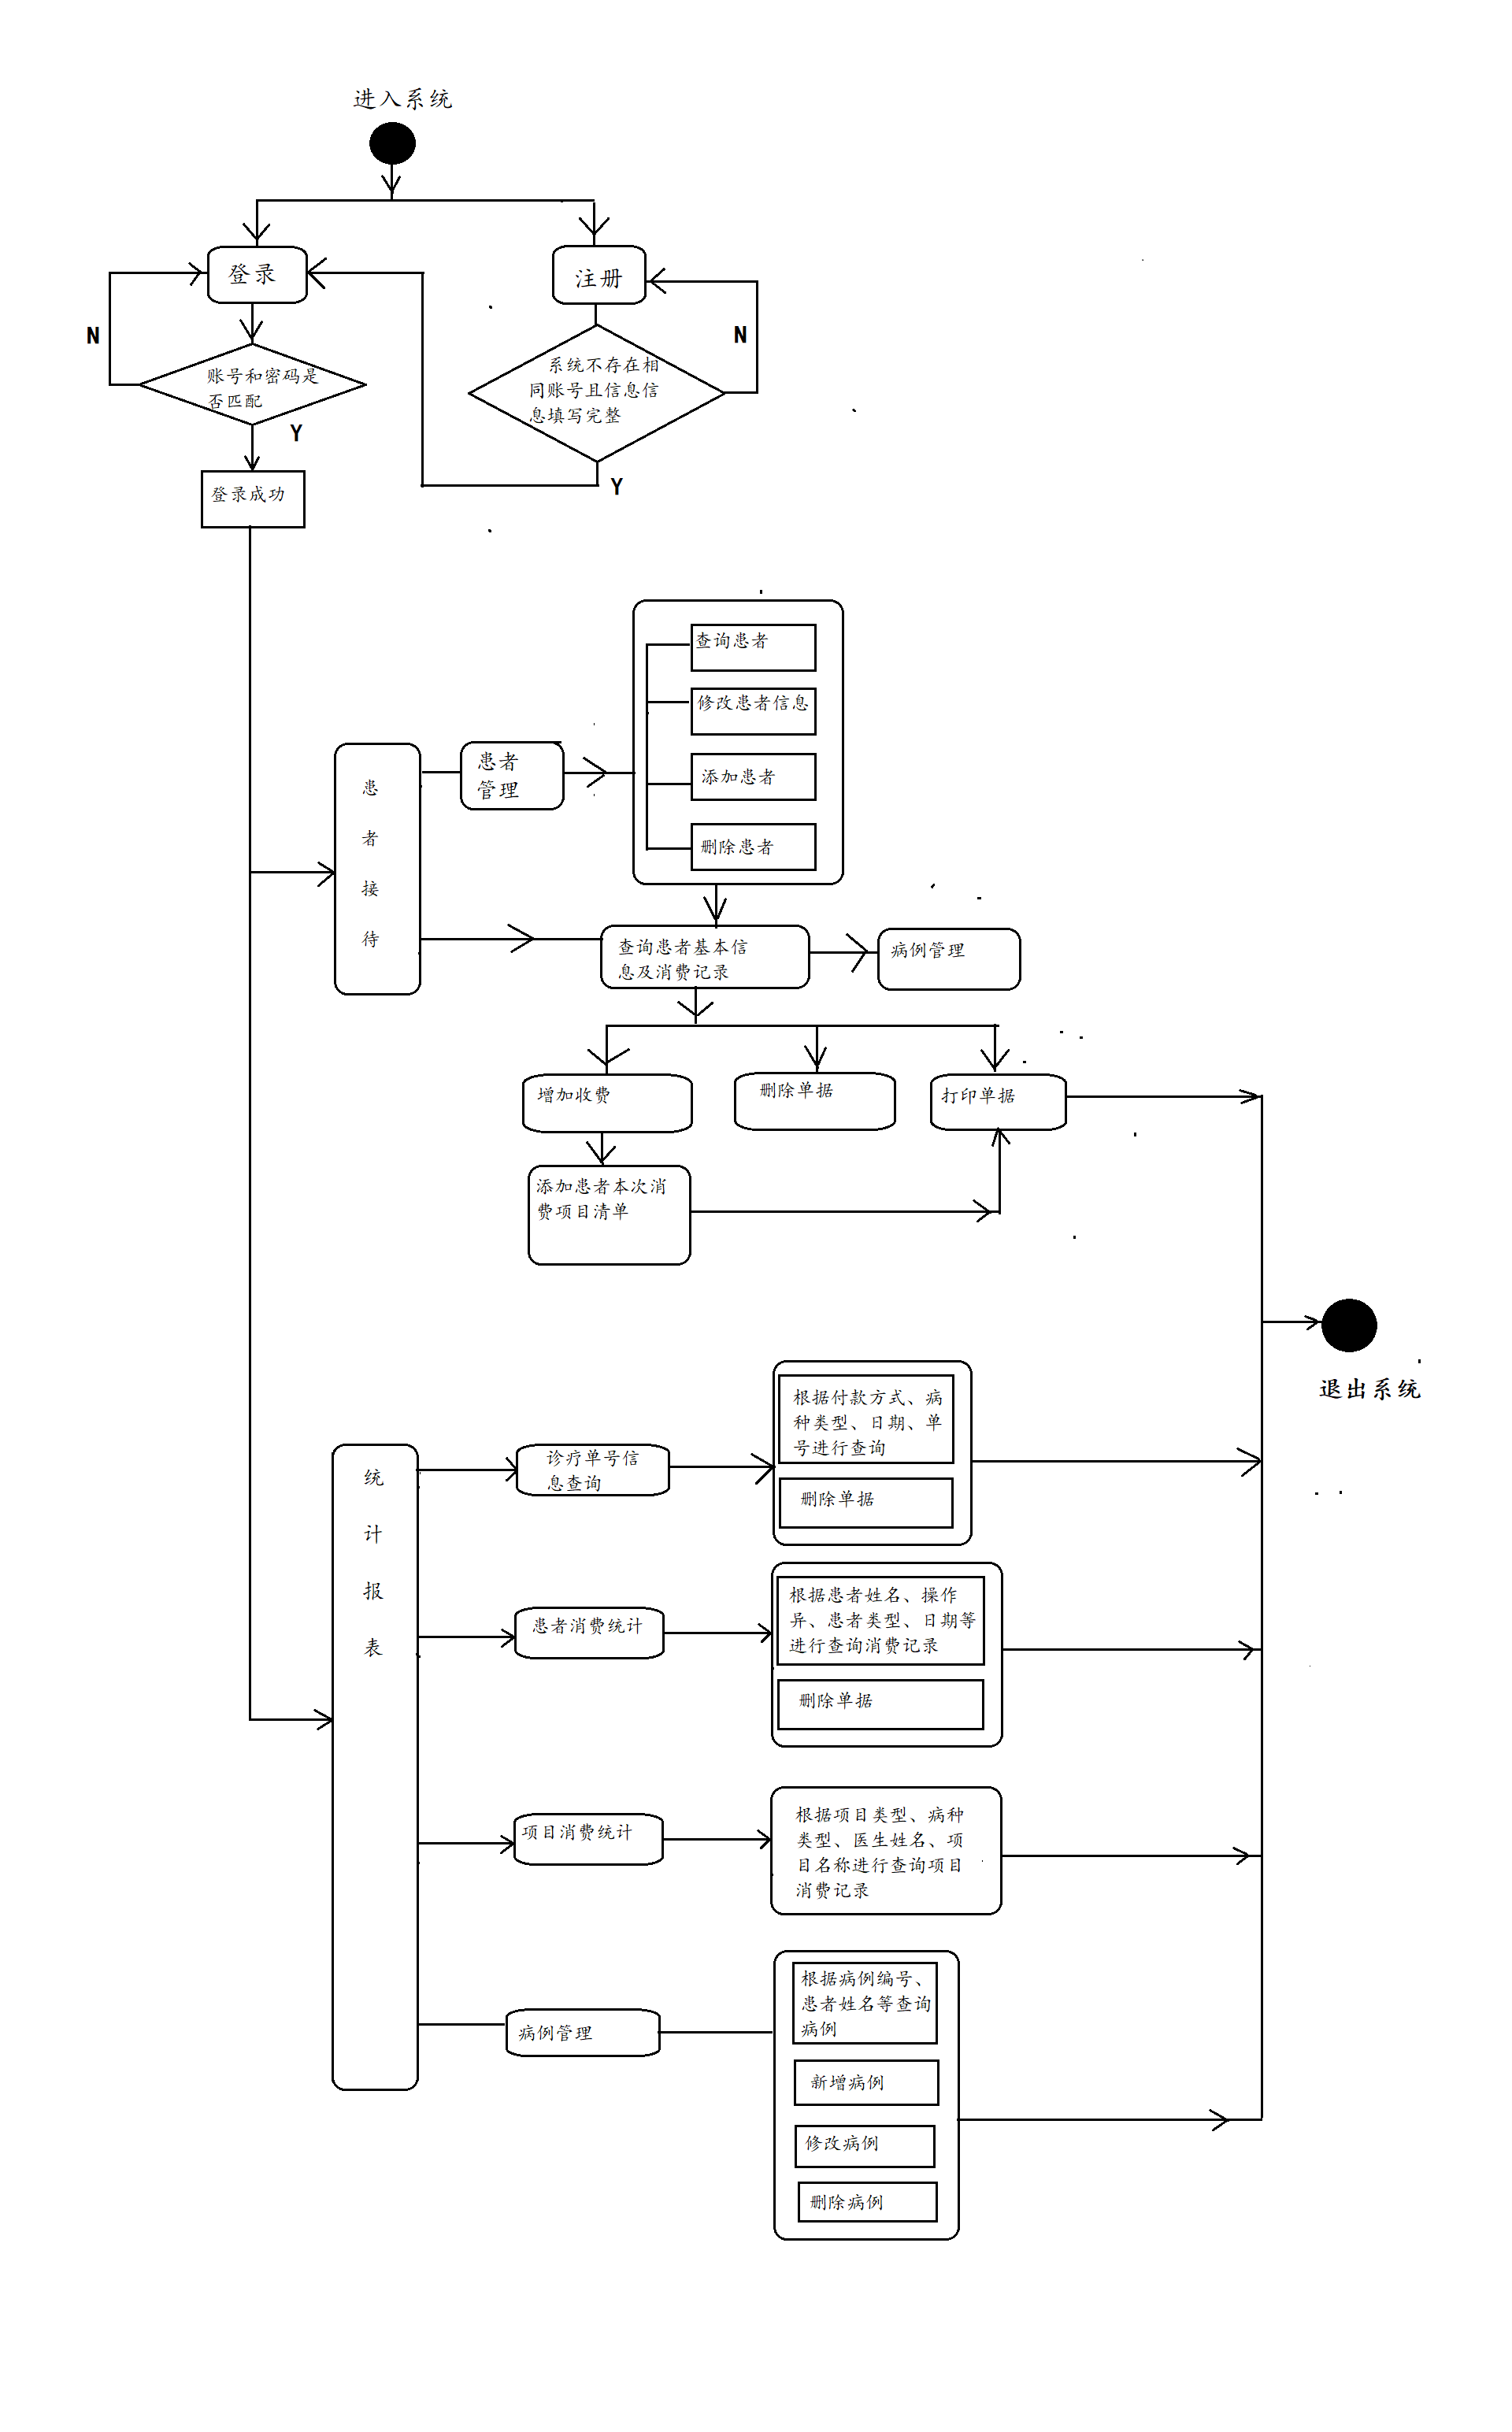 进入系统
登录
注册
N
N
账号和密码是
否匹配
系统不存在相
同账号且信息信
息填写完整
Y
Y
登录成功
查询患者
修改患者信息
添加患者
删除患者
患者
管理
患
者
接
待
查询患者基本信
息及消费记录
病例管理
增加收费
删除单据
打印单据
添加患者本次消
费项目清单
退出系统
统
计
报
表
诊疗单号信
息查询
根据付款方式、病
种类型、日期、单
号进行查询
删除单据
患者消费统计
根据患者姓名、操作
异、患者类型、日期等
进行查询消费记录
删除单据
项目消费统计
根据项目类型、病种
类型、医生姓名、项
目名称进行查询项目
消费记录
病例管理
根据病例编号、
患者姓名等查询
病例
新增病例
修改病例
删除病例